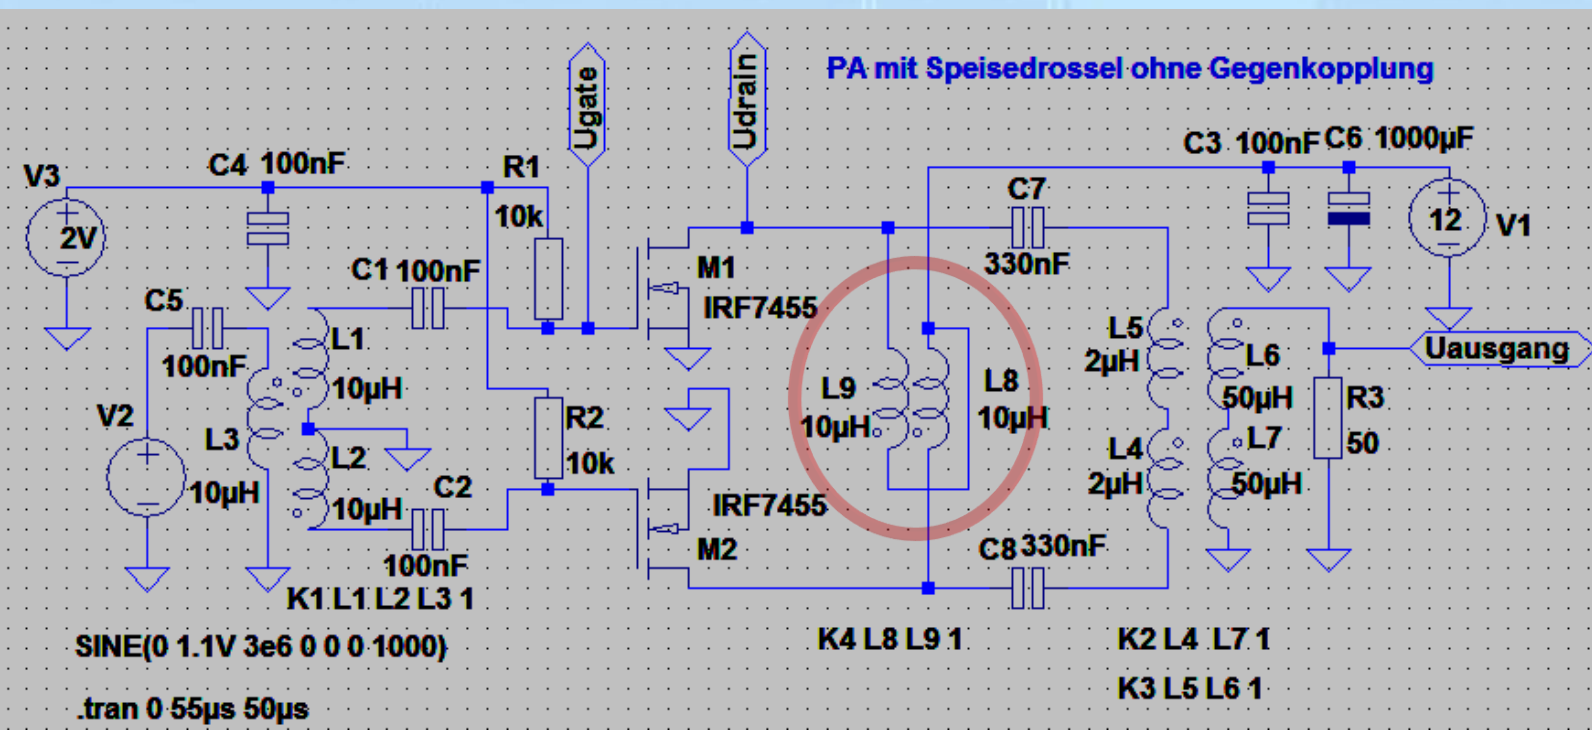 PA mit Speisedrossel ohne Gegenkopplung
Ugate
Udrain
C3 100nF C6 1000µF
V3
C4 100nF
R1
10k
C7
330nF
2V
12
V1
C1 100nF
M1
IRF7455
C5
100nF
L1
10µH
L5
2µH
L6
50µH
Uausgang
L9
10µH
L8
10µH
R3
50
V2
L3
10µH
L2
10µH
R2
10k
L4
2µH
L7
50µH
C2
100nF
IRF7455
M2
C8 330nF
K1 L1 L2 L3 1
SINE(0 1.1V 3e6 0 0 0 1000)
K4 L8 L9 1
K2 L4 L7 1
K3 L5 L6 1
.tran 0 55µs 50µs